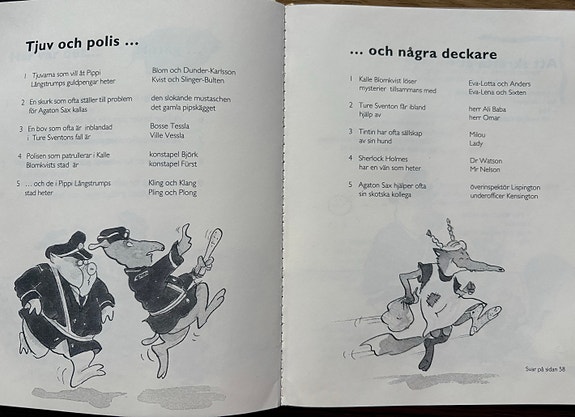 Tjuv och polis ...
1 Tjuvarna som vill åt Pippi
Långstrumps guldpengar heter
Blom och Dunder-Karlsson
Kvist och Slinger-Bulten
2 En skurk som ofta ställer till problem
för Agaton Sax kallas
den slokande mustaschen
det gamla pipskägget
3 En bov som ofta är inblandad
i Ture Sventons fall är
Bosse Tessla
Ville Vessla
4 Polisen som patrullerar i Kalle
Blomkvists stad är
konstapel Björk
konstapel Fürst
5 ... och de i Pippi Långstrumps
stad heter
Kling och Klang
Pling och Plong
... och några deckare
1 Kalle Blomkvist löser
mysterier tillsammans med
Eva-Lotta och Anders
Eva-Lena och Sixten
2 Ture Sventon får ibland
hjälp av
herr Ali Baba
herr Omar
3 Tintin har ofta sällskap
av sin hund
Milou
Lady
4 Sherlock Holmes
har en vän som heter
Dr Watson
Mr Nelson
5 Agaton Sax hjälper ofta
sin skotska kollega
överinspektör Lispington
underofficer Kensington
Svar på sidan 58